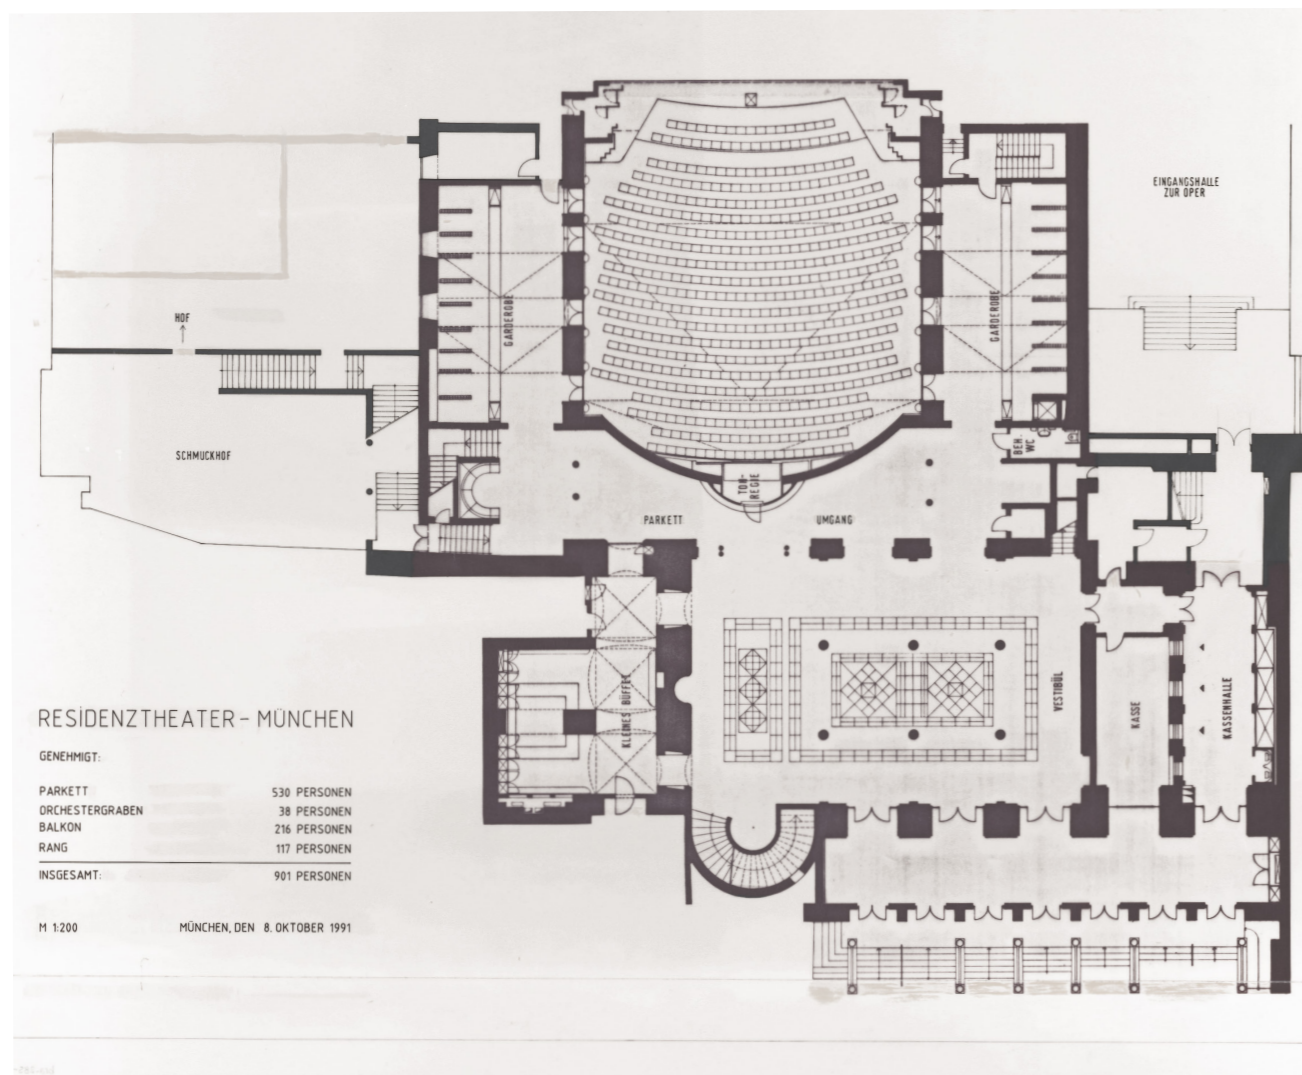 EINGANGSHALLE
ZUR OPER
HOF
GARDEROBE
GARDEROBE
SCHMUCKHOF
BEH.-
WC
TON-
REGIE
PARKETT
UMGANG
KLEINES BÜFFET
VESTIBÜL
KASSE
KASSENHALLE
RESIDENZTHEATER - MÜNCHEN
GENEHMIGT:
PARKETT 530 PERSONEN
ORCHESTERGRABEN 38 PERSONEN
BALKON 216 PERSONEN
RANG 117 PERSONEN
INSGESAMT: 901 PERSONEN
M 1:200 MÜNCHEN, DEN 8. OKTOBER 1991